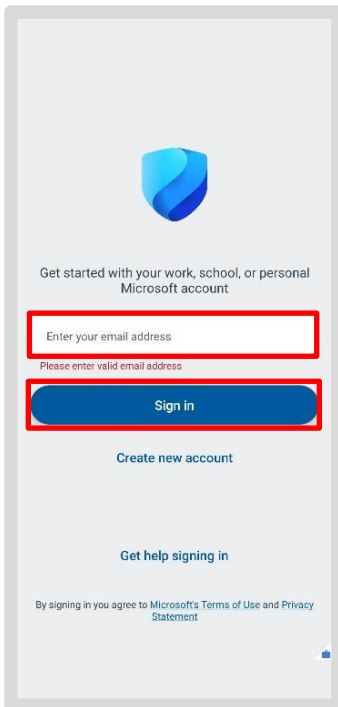 Get started with your work, school, or personal
Microsoft account
Enter your email address
Please enter valid email address
Sign in
Create new account
Get help signing in
By signing in you agree to Microsoft's Terms of Use and Privacy
Statement